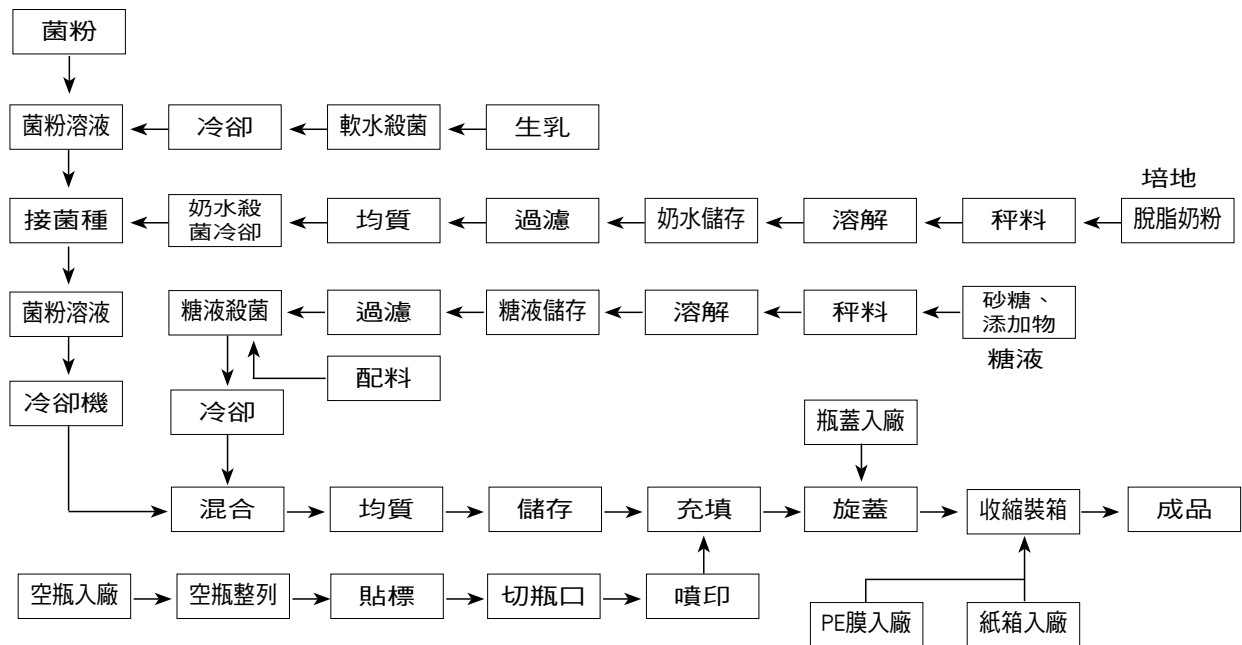 菌粉
菌粉溶液
冷卻
軟水殺菌
生乳
培地
接菌種
奶水殺
菌冷卻
均質
過濾
奶水儲存
溶解
秤料
脫脂奶粉
菌粉溶液
糖液殺菌
過濾
糖液儲存
溶解
秤料
砂糖、
添加物
糖液
配料
冷卻機
冷卻
瓶蓋入廠
混合
均質
儲存
充填
旋蓋
收縮裝箱
成品
空瓶入廠
空瓶整列
貼標
切瓶口
噴印
PE膜入廠
紙箱入廠